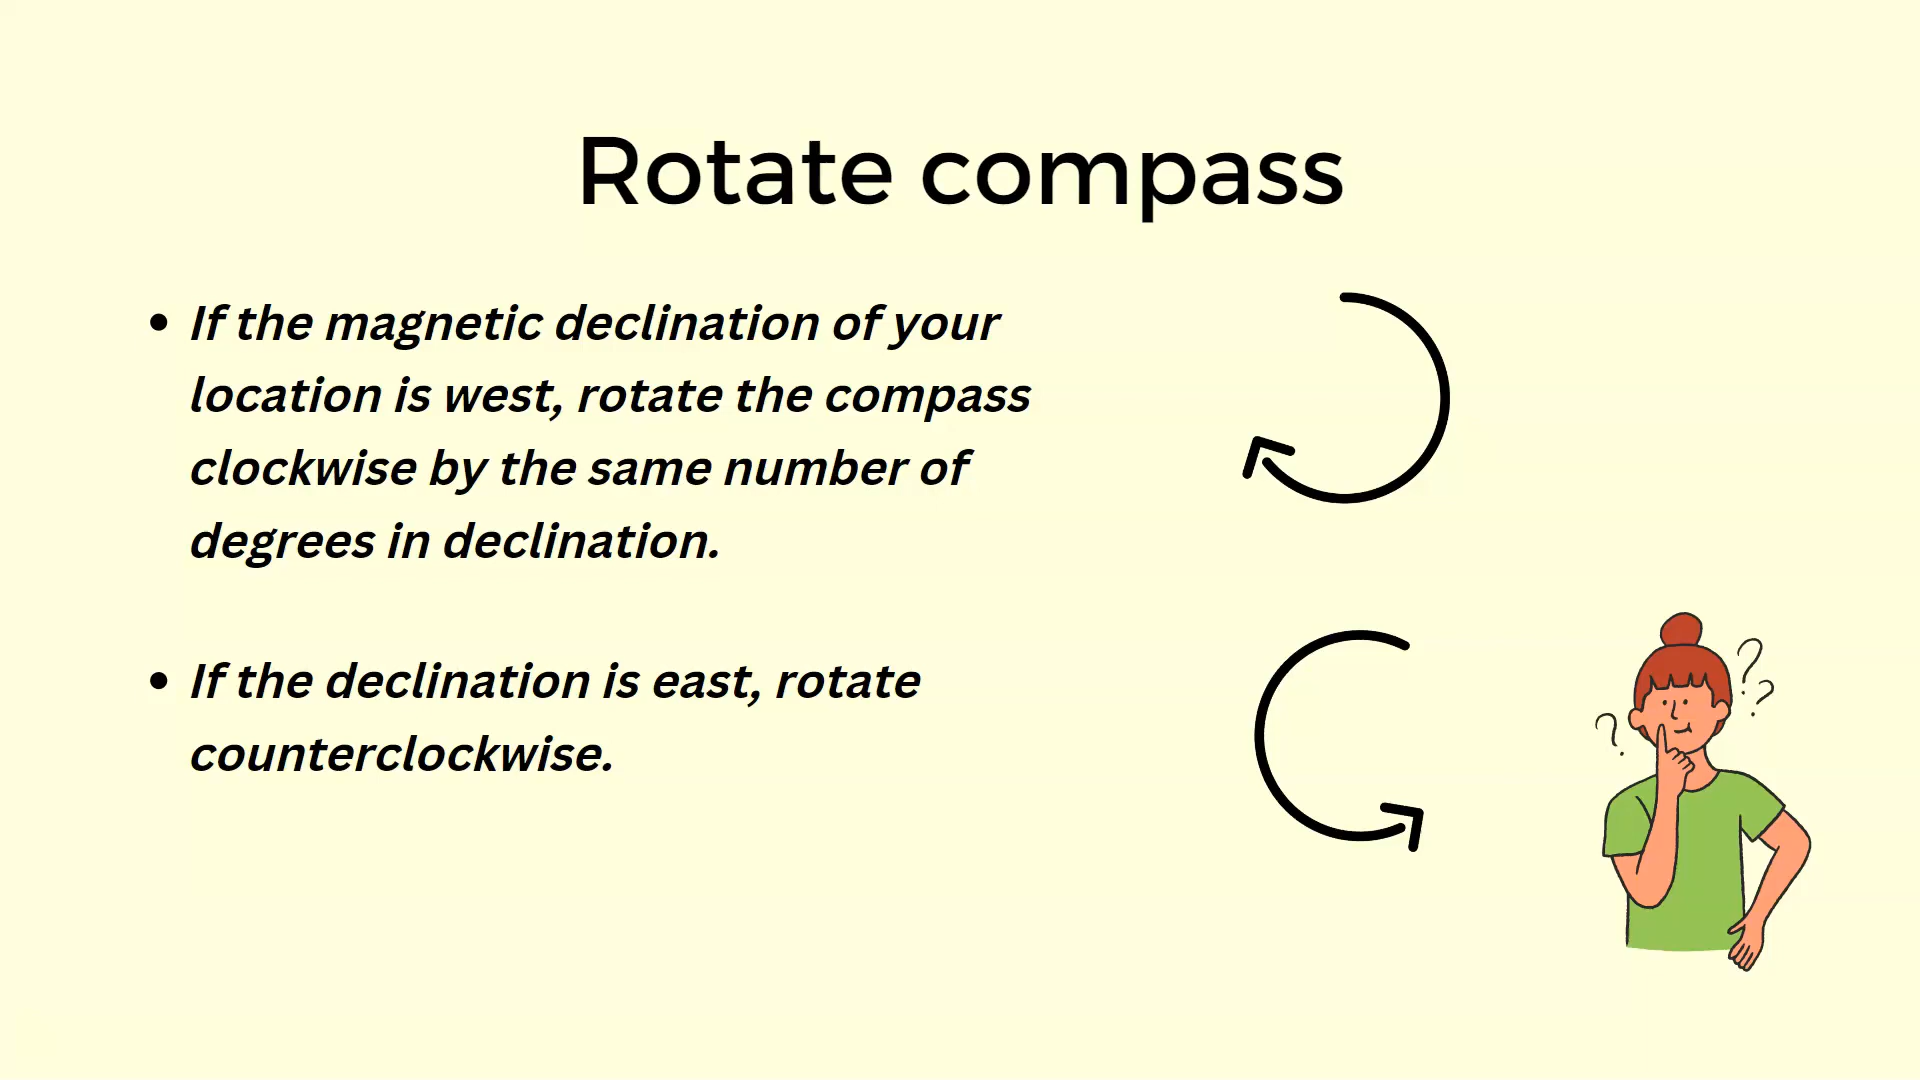 Rotate compass
• If the magnetic declination of your
location is west, rotate the compass
clockwise by the same number of
degrees in declination.
• If the declination is east, rotate
counterclockwise.
? ? ?